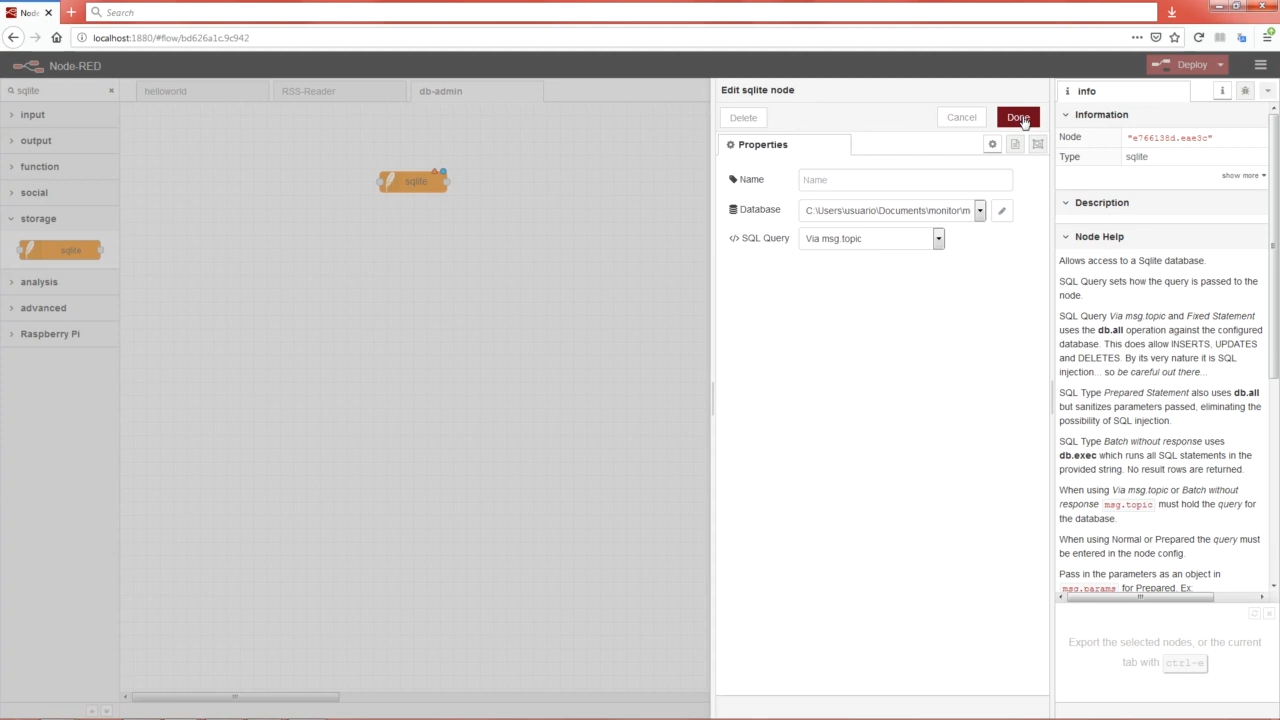 Node
Search
localhost:1880/#flow/bd626a1c.9c942
Node-RED
Deploy
sqlite
helloworld
RSS-Reader
db-admin
Edit sqlite node
info
input
output
function
social
storage
sqlite
analysis
advanced
Raspberry Pi
sqlite
Delete
Cancel
Done
Properties
Name
Name
Database
C:\Users\usuario\Documents\monitor\m
SQL Query
Via msg.topic
Information
Node
"e766138d.eae3c"
Type
sqlite
show more
Description
Node Help
Allows access to a Sqlite database.
SQL Query sets how the query is passed to the
node.
SQL Query Via msg.topic and Fixed Statement
uses the db.all operation against the configured
database. This does allow INSERTS, UPDATES
and DELETES. By its very nature it is SQL
injection... so be careful out there...
SQL Type Prepared Statement also uses db.all
but sanitizes parameters passed, eliminating the
possibility of SQL injection.
SQL Type Batch without response uses
db.exec which runs all SQL statements in the
provided string. No result rows are returned.
When using Via msg.topic or Batch without
response msg.topic must hold the query for
the database.
When using Normal or Prepared the query must
be entered in the node config.
Pass in the parameters as an object in
msg.params for Prepared. Ex:
Export the selected nodes, or the current
tab with ctrl-e